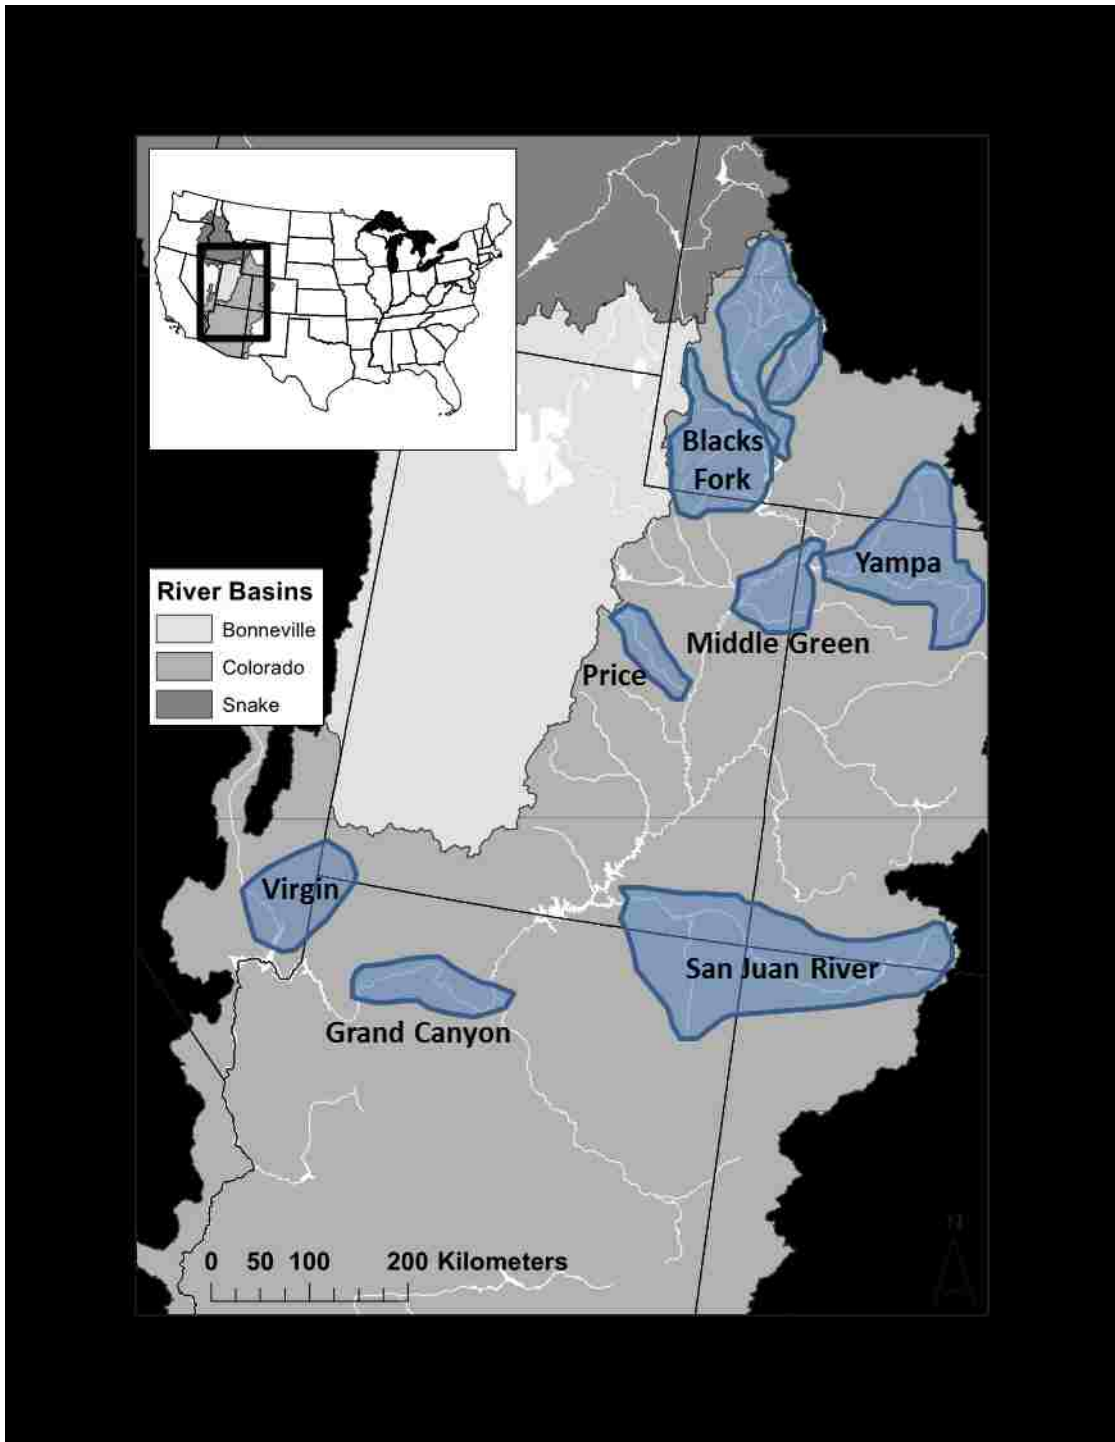 Blacks
Fork
Yampa
River Basins
Bonneville
Colorado
Snake
Middle Green
Price
Virgin
San Juan River
Grand Canyon
N
0 50 100 200 Kilometers